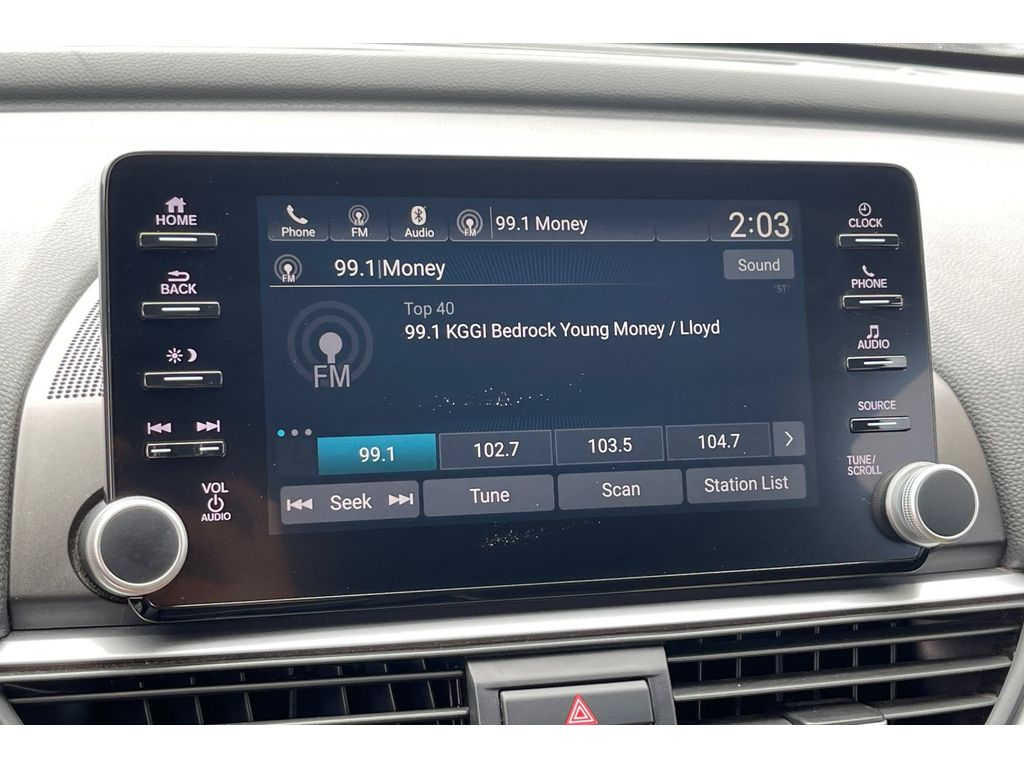 HOME
BACK
VOL
AUDIO
Phone
FM
Audio
FM
99.1 Money
2:03
FM
99.1|Money
Sound
ST
FM
Top 40
99.1 KGGI Bedrock Young Money / Lloyd
99.1
102.7
103.5
104.7
Seek
Tune
Scan
Station List
CLOCK
PHONE
AUDIO
SOURCE
TUNE/
SCROLL